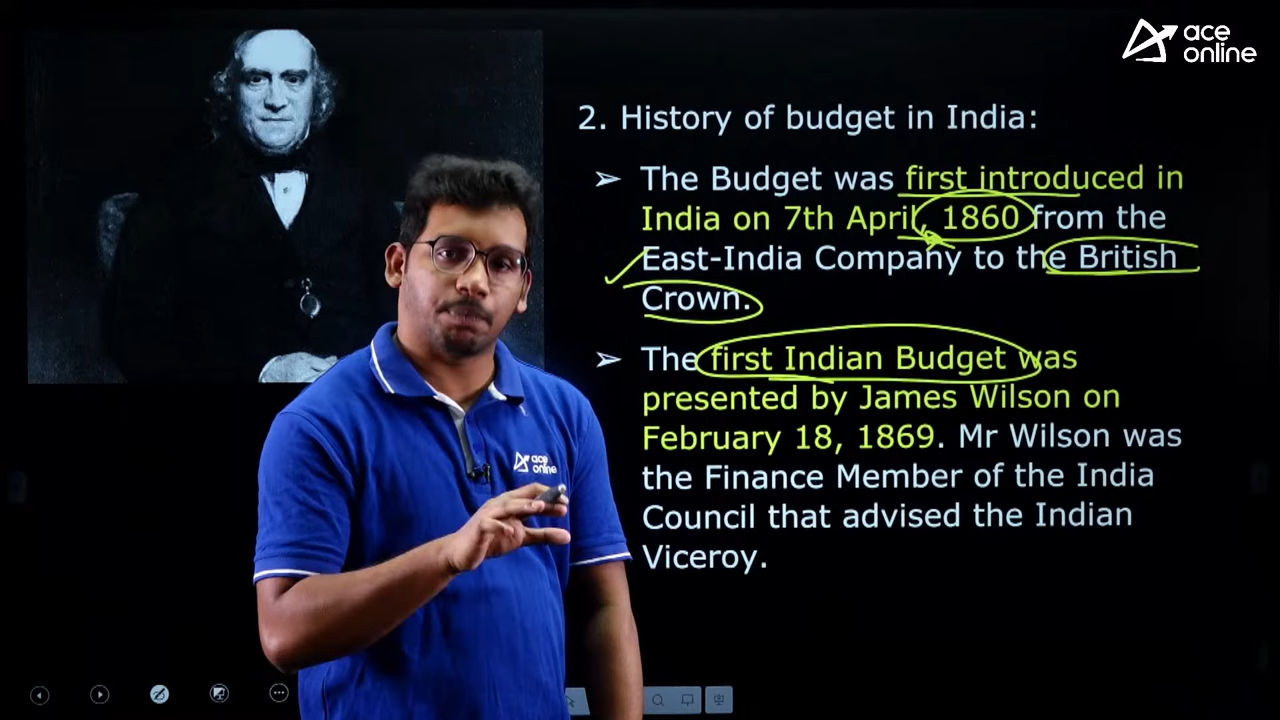 ace
online
2. History of budget in India:
➢ The Budget was first introduced in
India on 7th April, 1860 from the
East-India Company to the British
Crown.
➢ The first Indian Budget was
presented by James Wilson on
February 18, 1869. Mr Wilson was
the Finance Member of the India
Council that advised the Indian
Viceroy.
ace
online